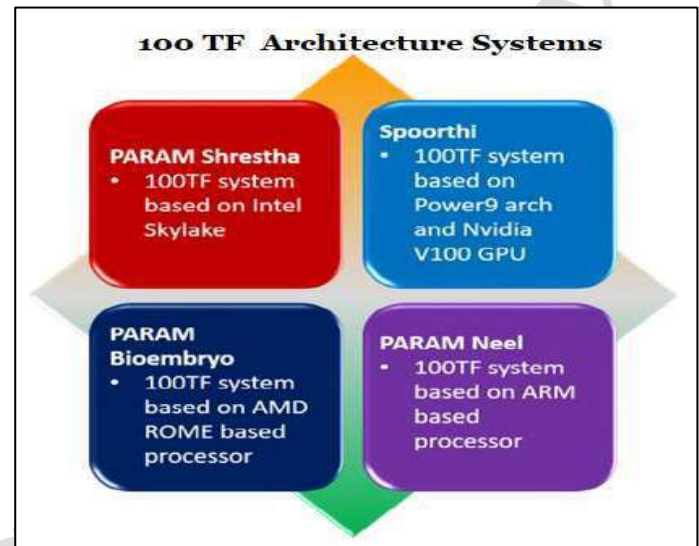 100 TF Architecture Systems
PARAM Shrestha
• 100TF system
based on Intel
Skylake
Spoorthi
• 100TF system
based on
Power9 arch
and Nvidia
V100 GPU
PARAM
Bioembryo
• 100TF system
based on AMD
ROME based
processor
PARAM Neel
• 100TF system
based on ARM
based
processor